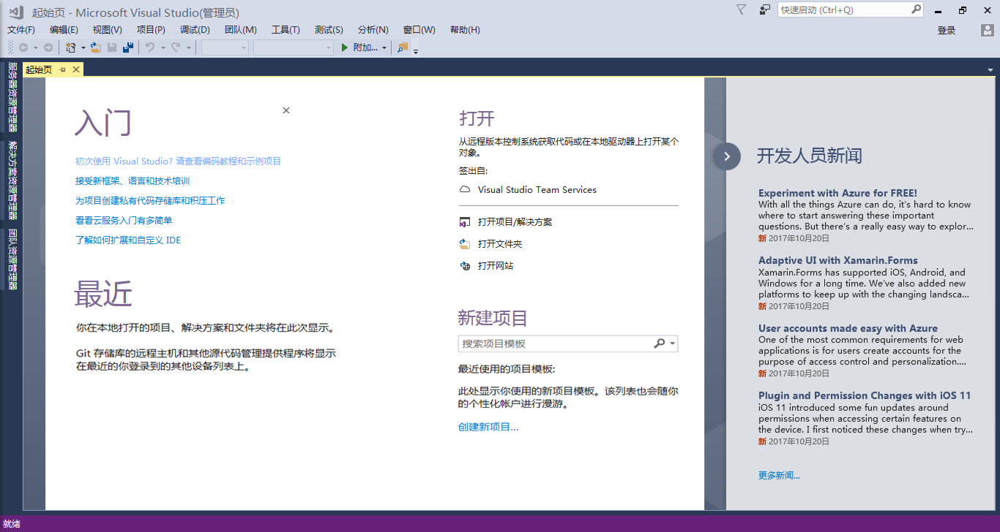 起始页 - Microsoft Visual Studio(管理员)
快速启动 (Ctrl+Q)
文件(F) 编辑(E) 视图(V) 项目(P) 调试(D) 团队(M) 工具(T) 测试(S) 分析(N) 窗口(W) 帮助(H)
登录
附加...
服务器资源管理器
解决方案资源管理器
团队资源管理器
起始页
入门
初次使用 Visual Studio? 请查看编码教程和示例项目
接受新框架、语言和技术培训
为项目创建私有代码存储库和积压工作
看看云服务入门有多简单
了解如何扩展和自定义 IDE
最近
你在本地打开的项目、解决方案和文件夹将在此次显示。
Git 存储库的远程主机和其他源代码管理提供程序将显示
在最近的你登录到的其他设备列表上。
打开
从远程版本控制系统获取代码或在本地驱动器上打开某个
对象。
签出自:
Visual Studio Team Services
打开项目/解决方案
打开文件夹
打开网站
新建项目
搜索项目模板
最近使用的项目模板:
此处显示你使用的新项目模板。该列表也会随你
的个性化帐户进行漫游。
创建新项目...
开发人员新闻
Experiment with Azure for FREE!
With all the things Azure can do, it's hard to know
where to start answering these important
questions. But there's a really easy way to explor...
新 2017年10月20日
Adaptive UI with Xamarin.Forms
Xamarin.Forms has supported iOS, Android, and
Windows for a long time. We've also added new
platforms to keep up with the changing landsca...
新 2017年10月20日
User accounts made easy with Azure
One of the most common requirements for web
applications is for users create accounts for the
purpose of access control and personalization....
新 2017年10月20日
Plugin and Permission Changes with iOS 11
iOS 11 introduced some fun updates around
permissions when accessing certain features on
the device. I first noticed these changes when try...
新 2017年10月20日
更多新闻...
就绪